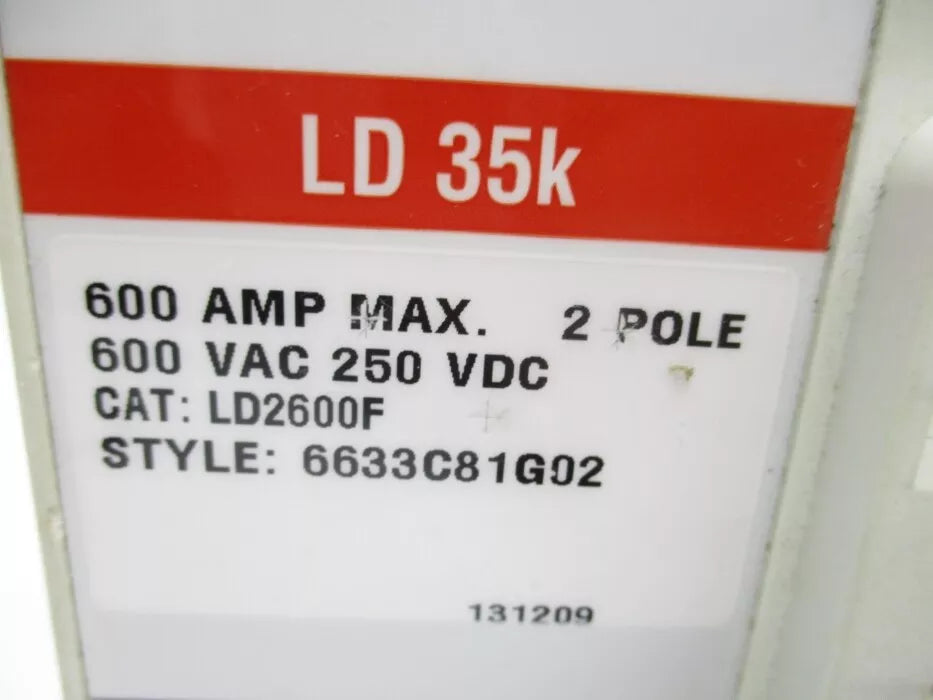 LD 35k
600 AMP MAX. 2 POLE
600 VAC 250 VDC
CAT: LD2600F
STYLE: 6633C81G02
131209